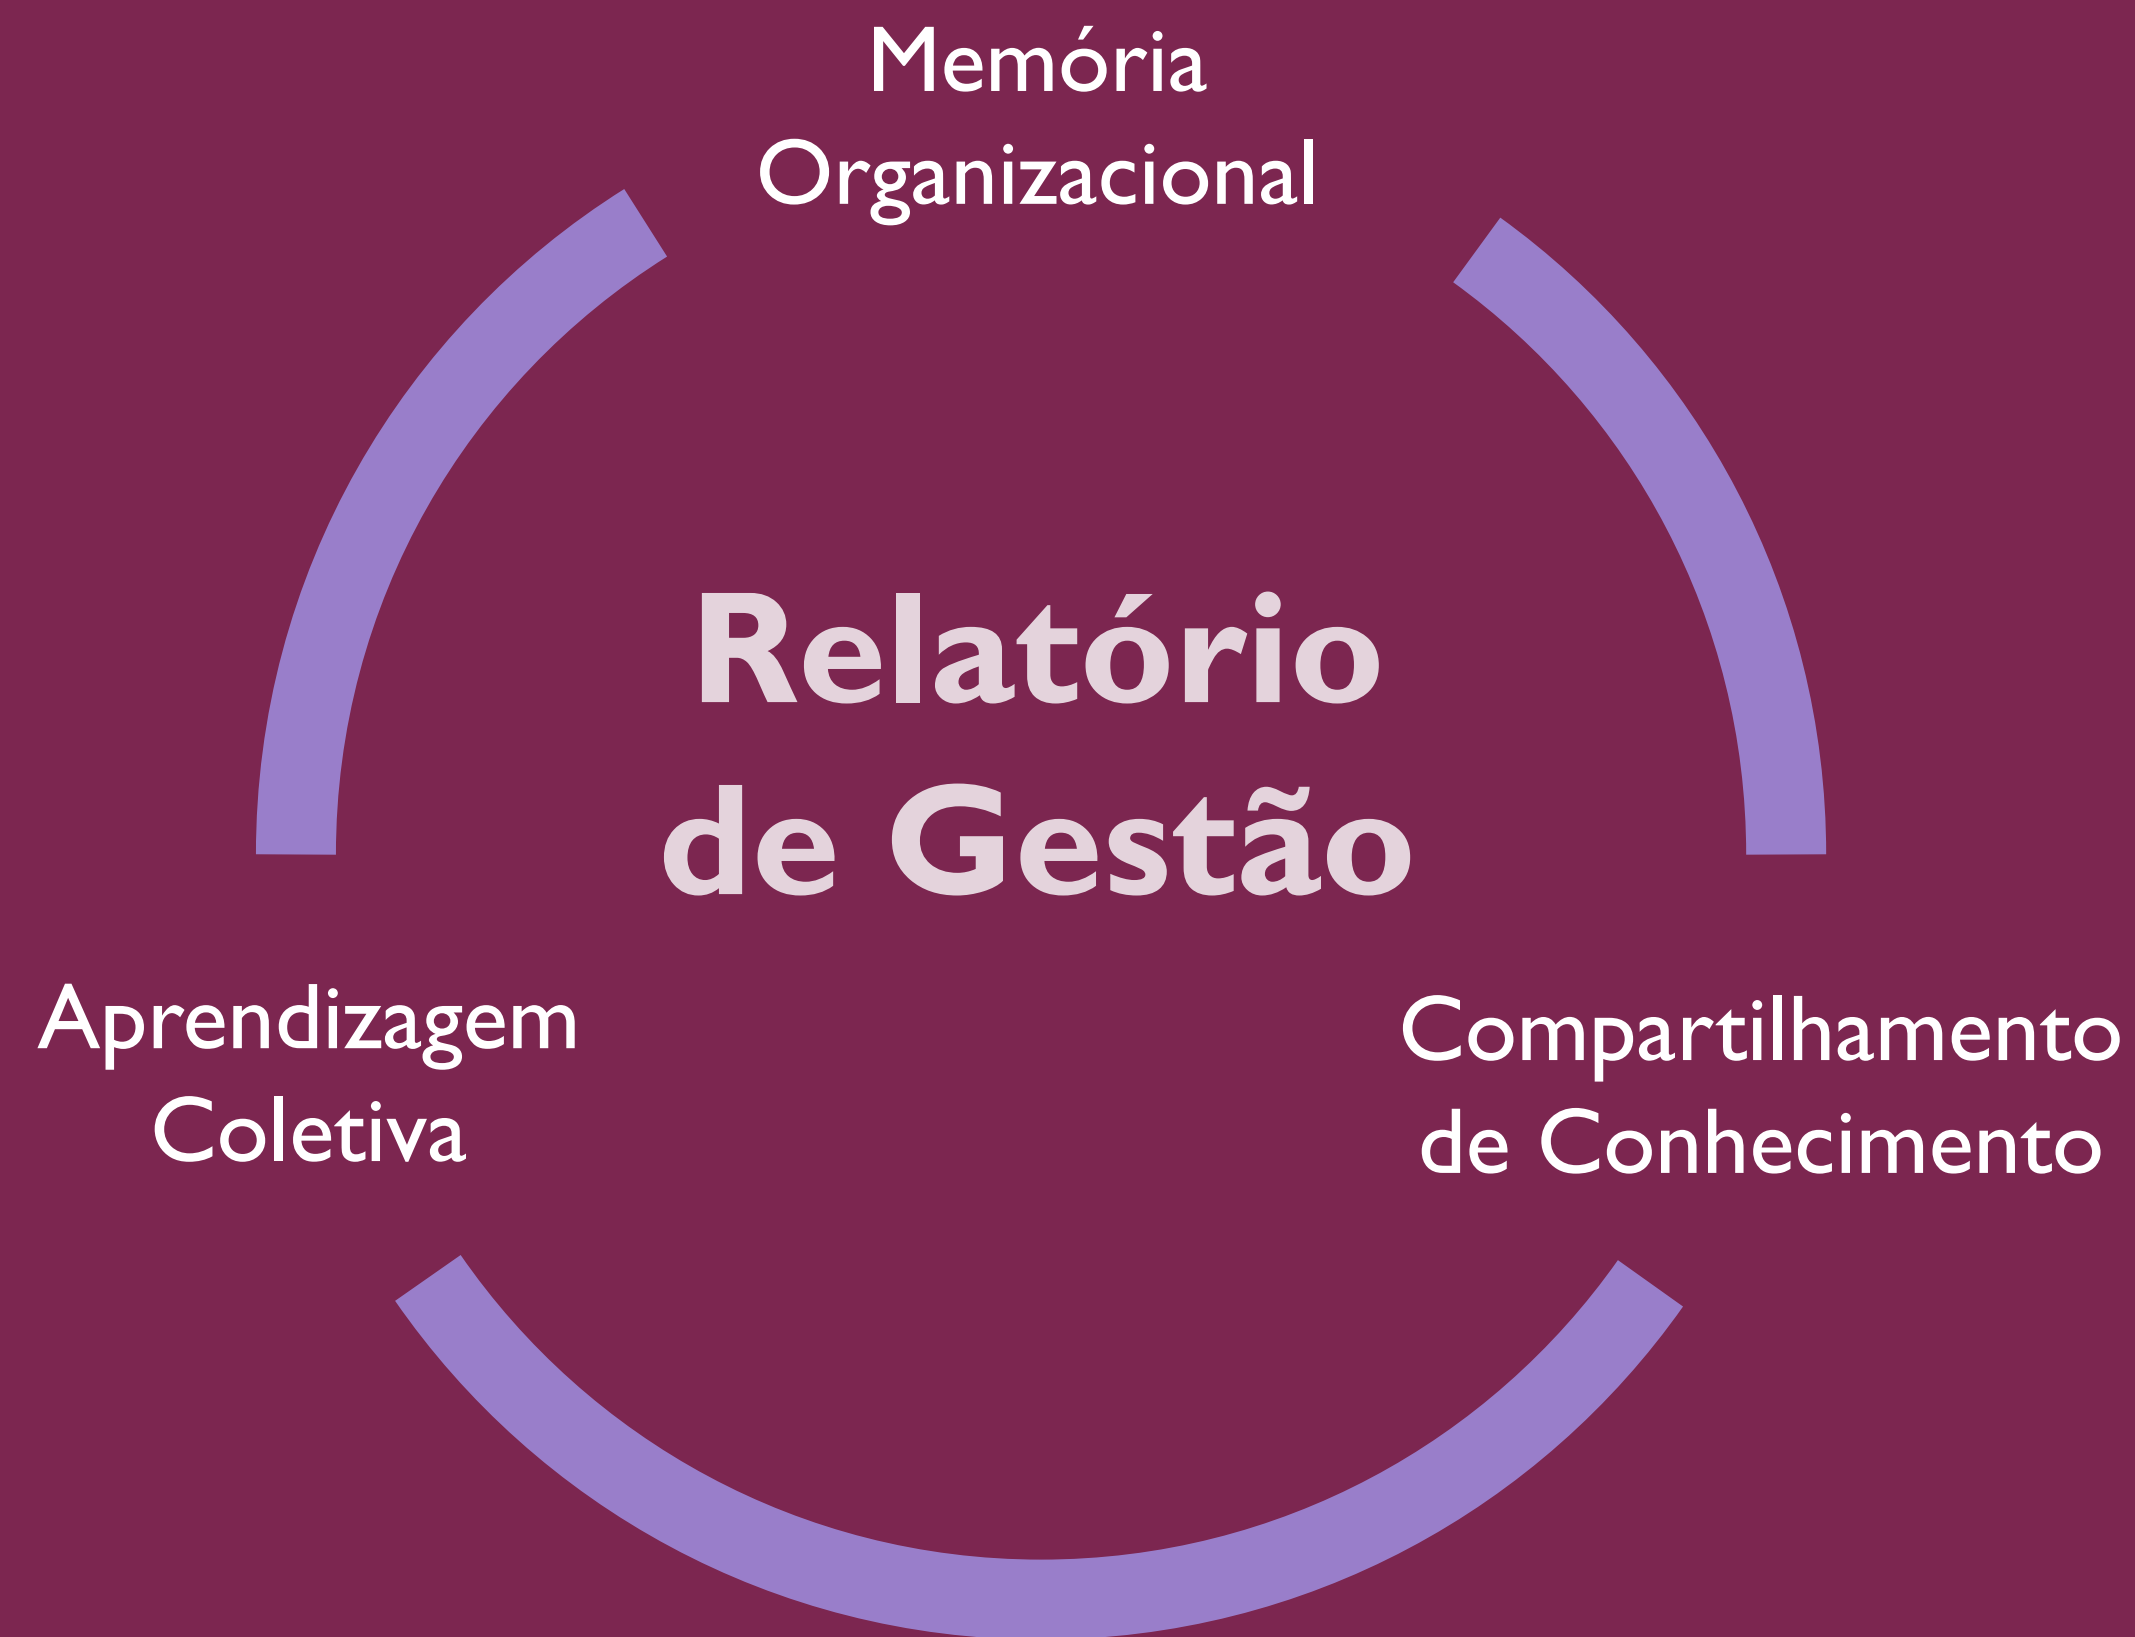 Memória
Organizacional
Relatório
de Gestão
Aprendizagem
Coletiva
Compartilhamento
de Conhecimento